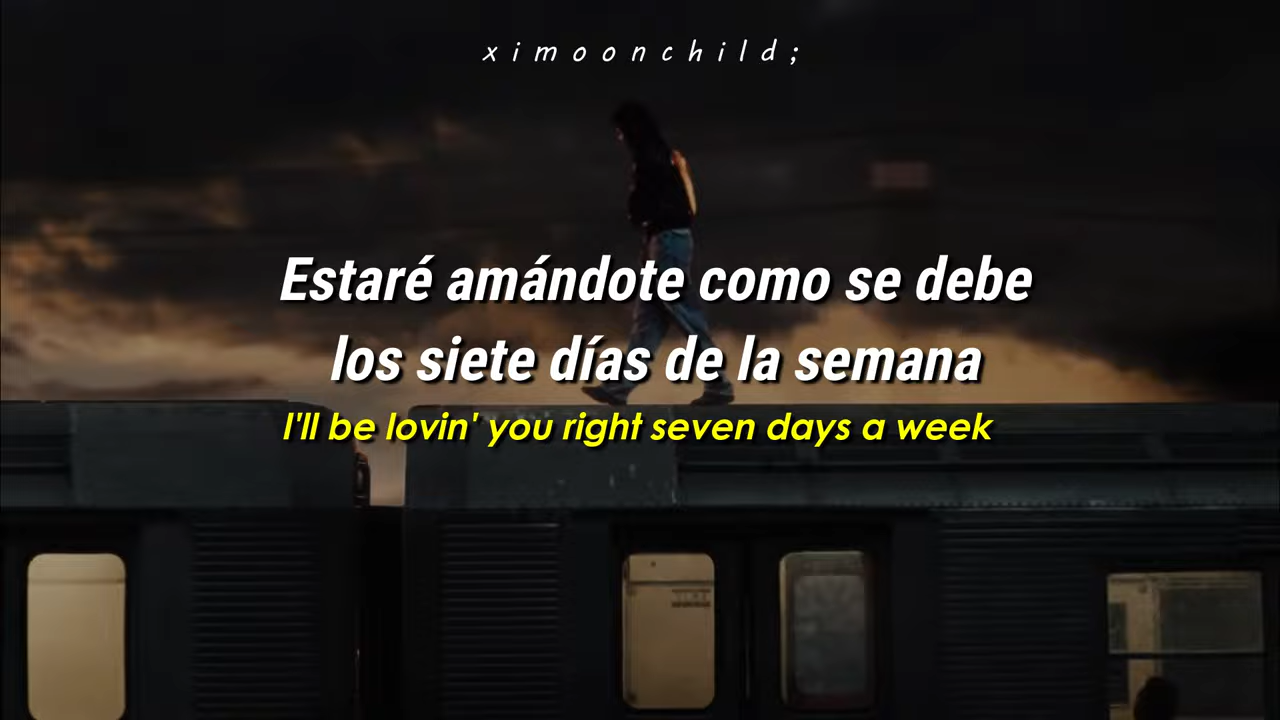 ximoonchild;
Estaré amándote como se debe
los siete días de la semana
I'll be lovin' you right seven days a week